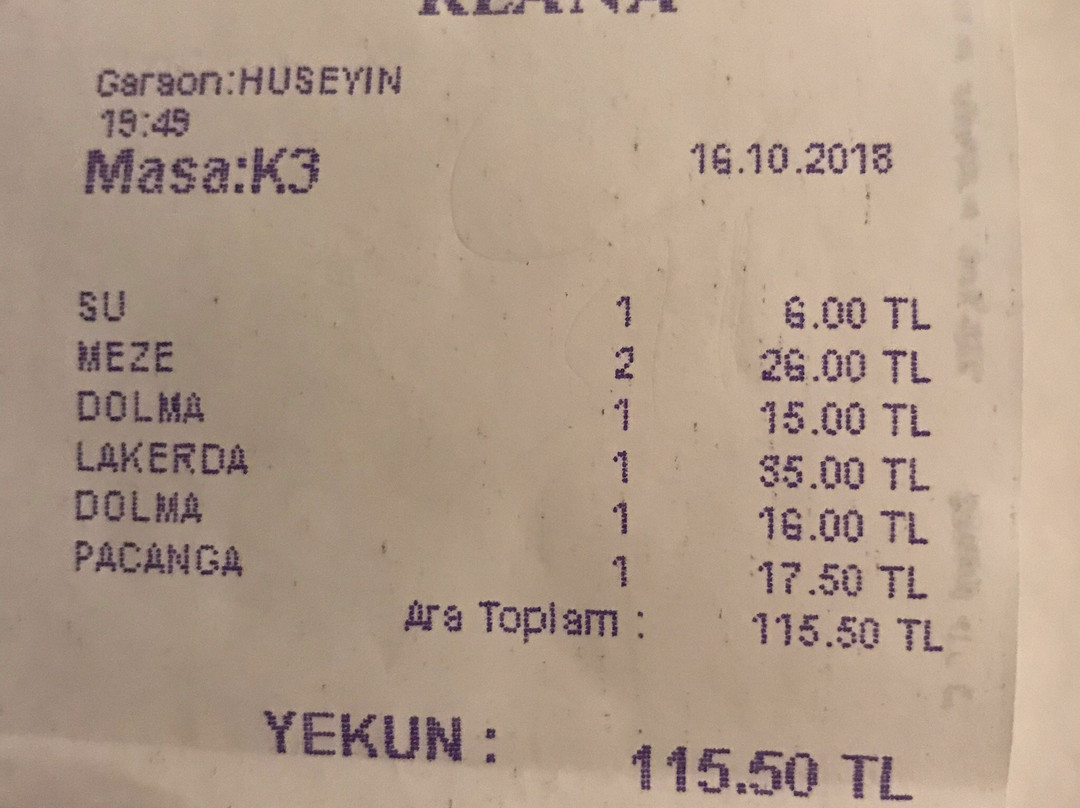 Garson:HUSEYIN
19:49
Masa:K3
16.10.2018
SU 1 6.00 TL
MEZE 2 26.00 TL
DOLMA 1 15.00 TL
LAKERDA 1 35.00 TL
DOLMA 1 16.00 TL
PACANGA 1 17.50 TL
Ara Toplam : 115.50 TL
YEKUN : 115.50 TL